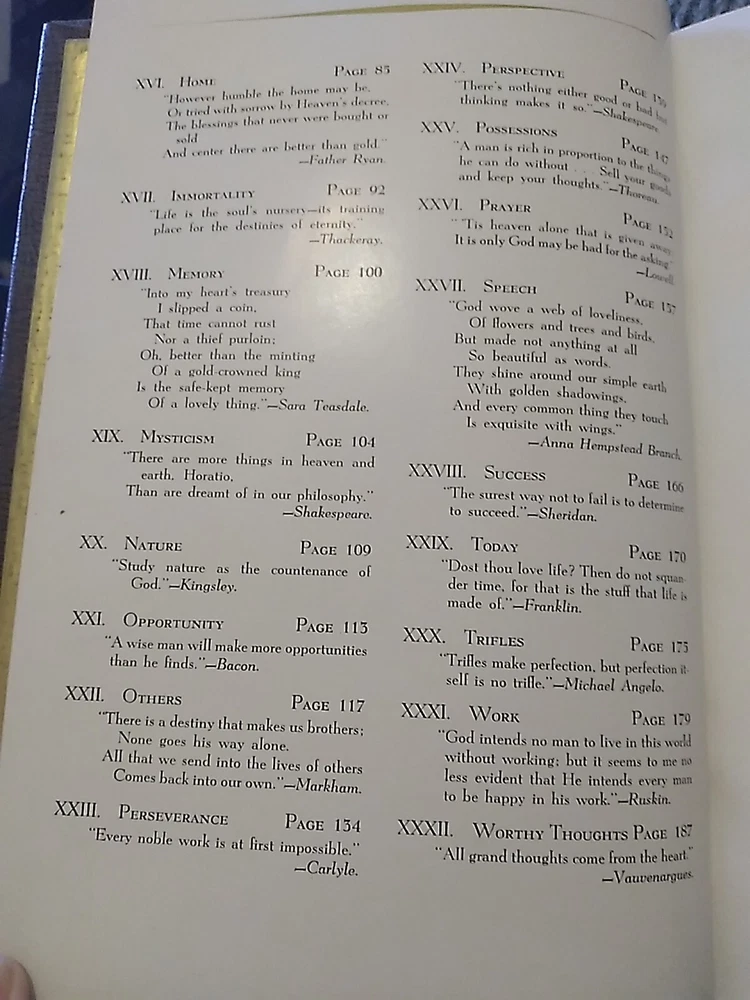 XVI. Home Page 85
"However humble the home may be,
Or tried with sorrow by Heaven's decree,
The blessings that never were bought or
sold
And center there are better than gold."
—Father Ryan.
XVII. Immortality Page 92
"Life is the soul's nursery—its training
place for the destinies of eternity."
—Thackeray.
XVIII. Memory Page 100
"Into my heart's treasury
I slipped a coin,
That time cannot rust
Nor a thief purloin;
Oh, better than the minting
Of a gold-crowned king
Is the safe-kept memory
Of a lovely thing."—Sara Teasdale.
XIX. Mysticism Page 104
"There are more things in heaven and
earth, Horatio,
Than are dreamt of in our philosophy."
—Shakespeare.
XX. Nature Page 109
"Study nature as the countenance of
God."—Kingsley.
XXI. Opportunity Page 113
"A wise man will make more opportunities
than he finds."—Bacon.
XXII. Others Page 117
"There is a destiny that makes us brothers;
None goes his way alone.
All that we send into the lives of others
Comes back into our own."—Markham.
XXIII. Perseverance Page 134
"Every noble work is at first impossible."
—Carlyle.
XXIV. Perspective Page
"There's nothing either good or bad but
thinking makes it so."—Shakespeare.
XXV. Possessions Page 147
"A man is rich in proportion to the things
he can do without . . . Sell your goods
and keep your thoughts."—Thoreau.
XXVI. Prayer Page 152
"'Tis heaven alone that is given away,
It is only God may be had for the asking"
—Lowell.
XXVII. Speech Page 157
"God wove a web of loveliness,
Of flowers and trees and birds,
But made not anything at all
So beautiful as words.
They shine around our simple earth
With golden shadowings,
And every common thing they touch
Is exquisite with wings."
—Anna Hempstead Branch.
XXVIII. Success Page 166
"The surest way not to fail is to determine
to succeed."—Sheridan.
XXIX. Today Page 170
"Dost thou love life? Then do not squan-
der time, for that is the stuff that life is
made of."—Franklin.
XXX. Trifles Page 175
"Trifles make perfection, but perfection it-
self is no trifle."—Michael Angelo.
XXXI. Work Page 179
"God intends no man to live in this world
without working; but it seems to me no
less evident that He intends every man
to be happy in his work."—Ruskin.
XXXII. Worthy Thoughts Page 187
"All grand thoughts come from the heart."
—Vauvenargues.